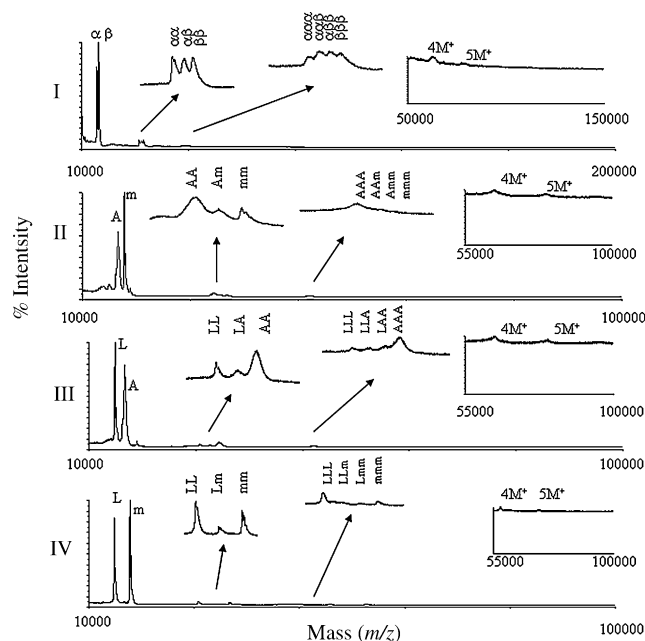 αα
αβ
ββ
ααα
ααβ
αββ
βββ
α β
4M⁺
5M⁺
I
50000
150000
10000
200000
AA
Am
mm
AAA
AAm
Amm
mmm
A
m
4M⁺
5M⁺
II
55000
100000
10000
100000
% Intentsity
LL
LA
AA
LLL
LLA
LAA
AAA
L
A
4M⁺
5M⁺
III
55000
100000
10000
100000
LL
Lm
mm
LLL
LLm
Lmm
mmm
L
m
4M⁺
5M⁺
IV
55000
100000
10000
100000
Mass (m/z)